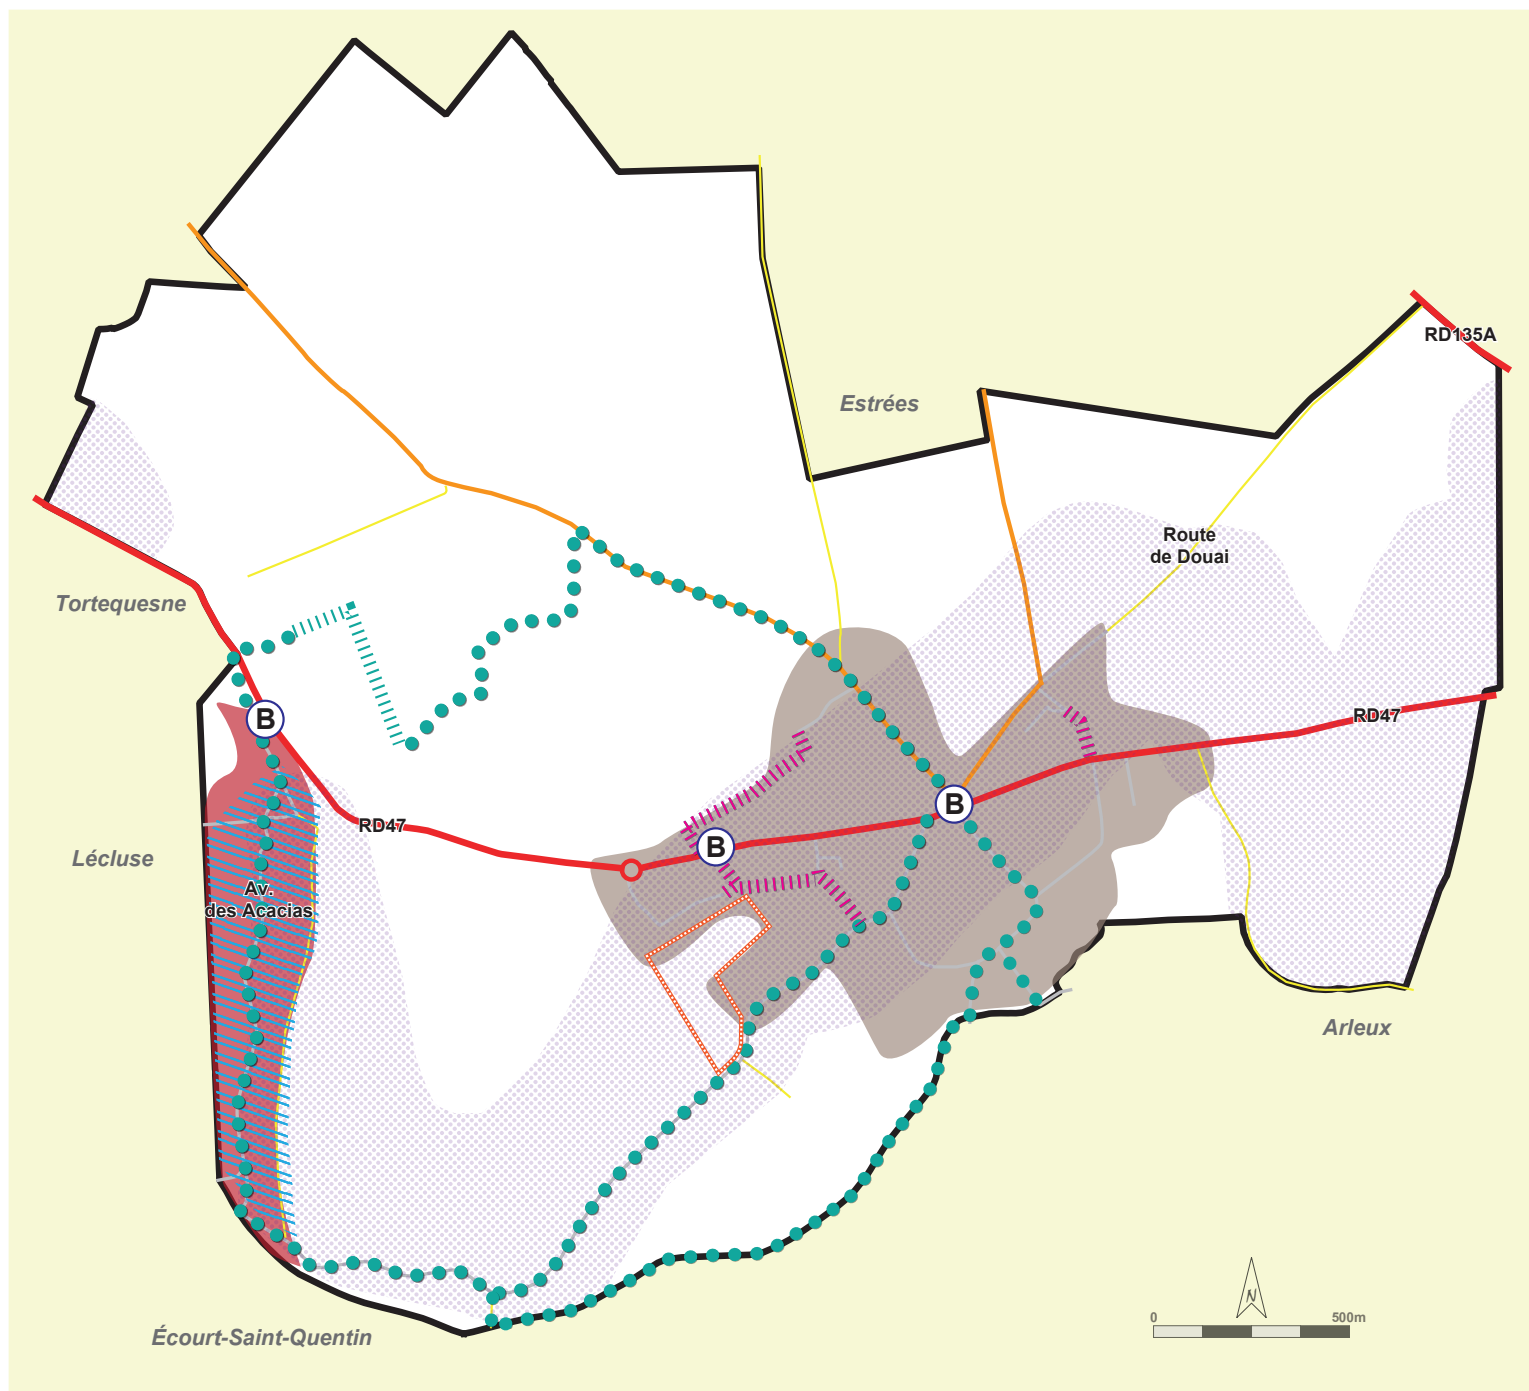 RD135A
Estrées
Route
de Douai
Tortequesne
B
RD47
B
RD47
B
Lécluse
Av.
des Acacias
Arleux
N
0 500m
Écourt-Saint-Quentin